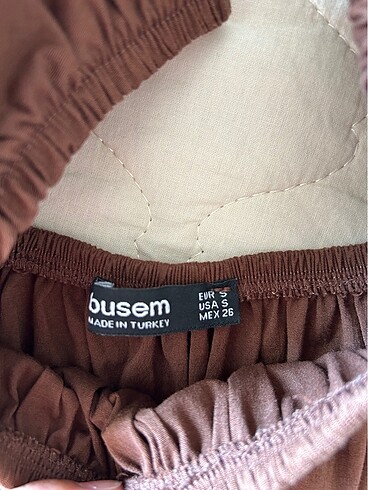 busem
MADE IN TURKEY
EUR S
USA S
MEX 26